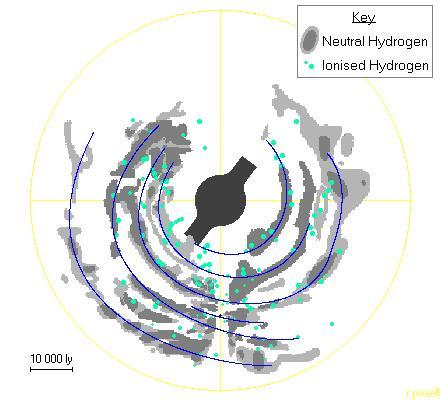 Key
Neutral Hydrogen
Ionised Hydrogen
10 000 ly
r powell